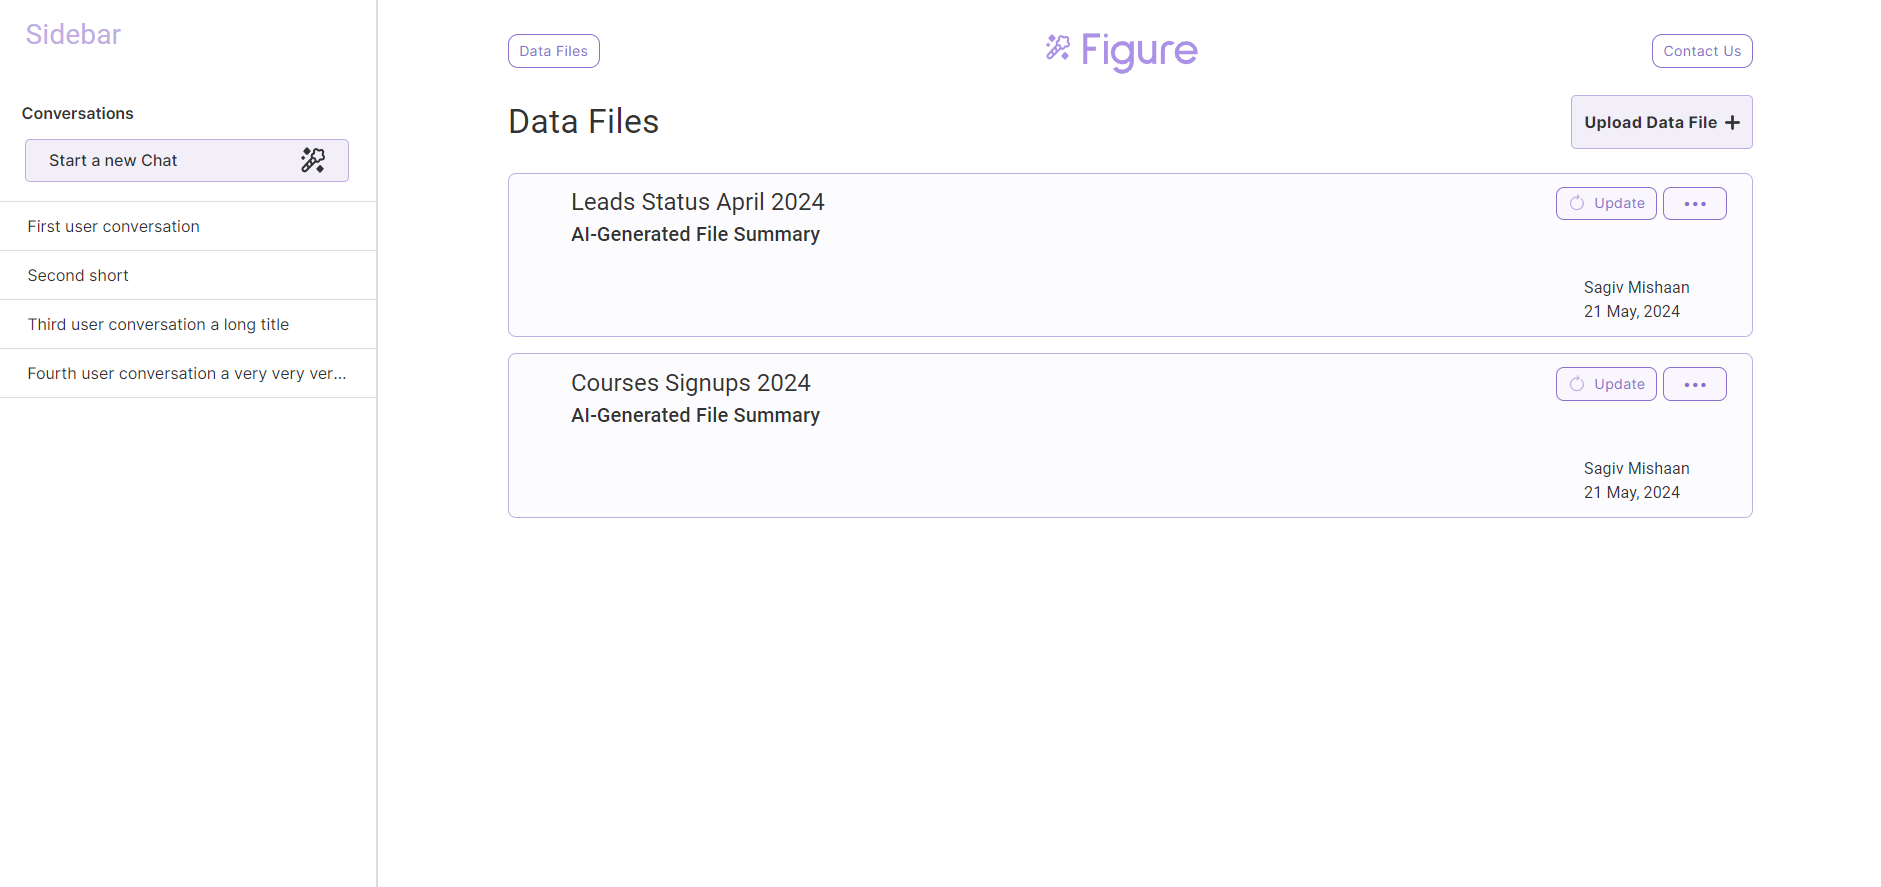 Sidebar
Conversations
Start a new Chat
First user conversation
Second short
Third user conversation a long title
Fourth user conversation a very very ver...
Data Files
Figure
Contact Us
Data Files
Upload Data File +
Leads Status April 2024
Update
AI-Generated File Summary
Sagiv Mishaan
21 May, 2024
Courses Signups 2024
Update
AI-Generated File Summary
Sagiv Mishaan
21 May, 2024